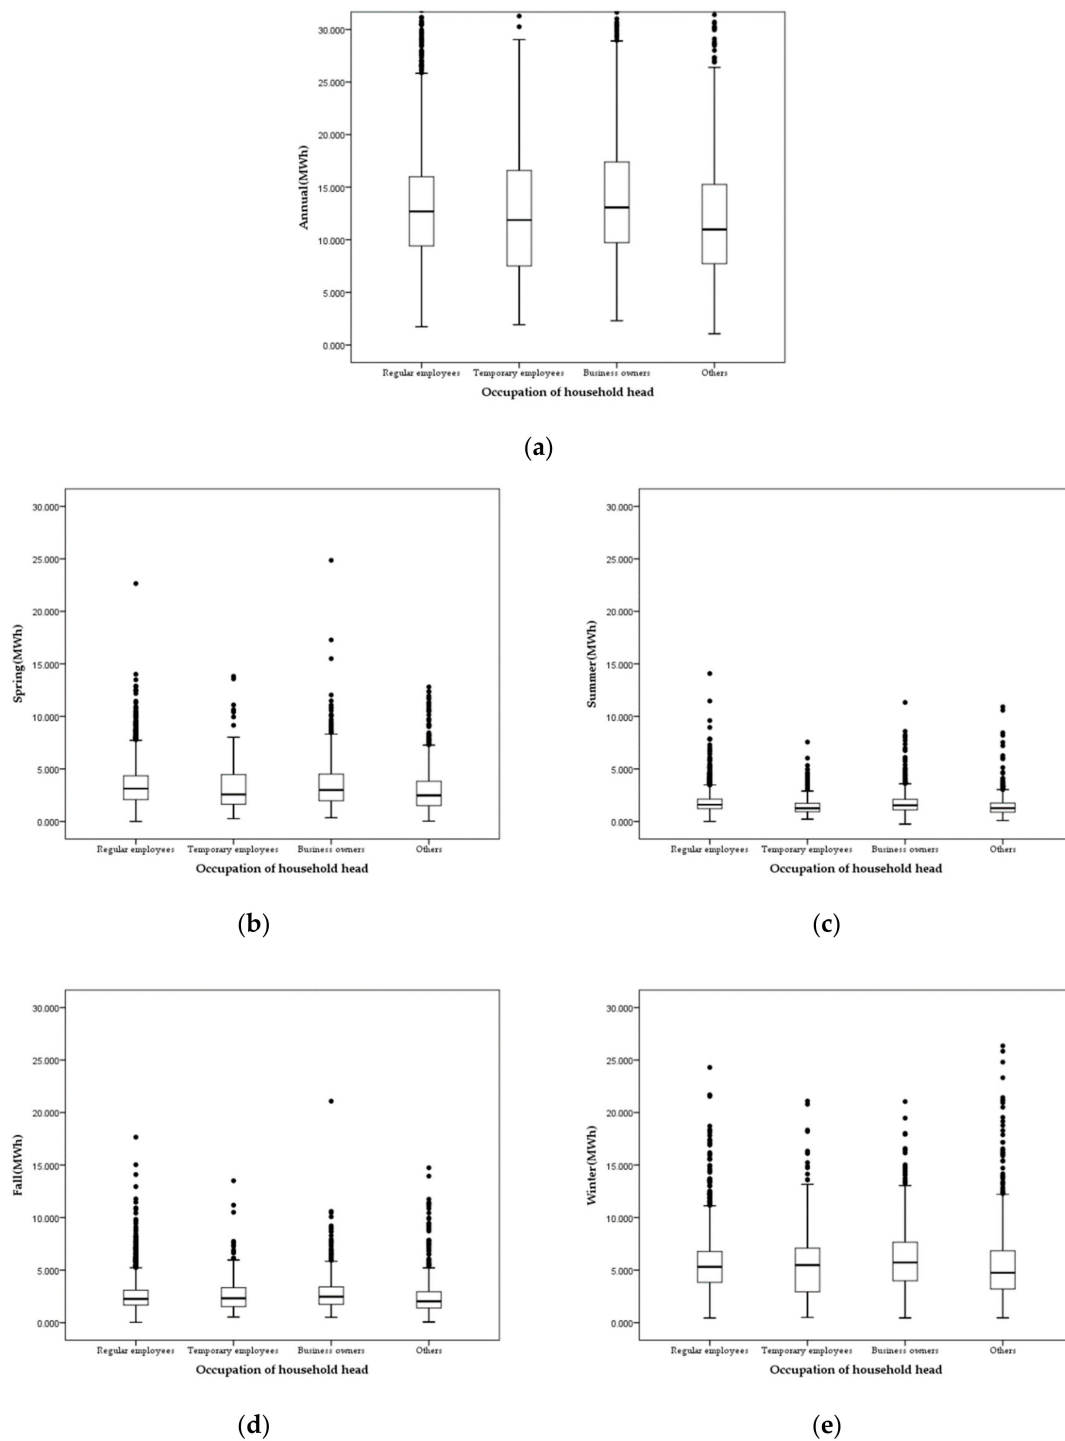 30.000
25.000
20.000
15.000
10.000
5.000
0.000
Annual(MWh)
Regular employees Temporary employees Business owners Others
Occupation of household head
(a)
30.000
25.000
20.000
15.000
10.000
5.000
0.000
Spring(MWh)
Regular employees Temporary employees Business owners Others
Occupation of household head
(b)
30.000
25.000
20.000
15.000
10.000
5.000
0.000
Summer(MWh)
Regular employees Temporary employees Business owners Others
Occupation of household head
(c)
30.000
25.000
20.000
15.000
10.000
5.000
0.000
Fall(MWh)
Regular employees Temporary employees Business owners Others
Occupation of household head
(d)
30.000
25.000
20.000
15.000
10.000
5.000
0.000
Winter(MWh)
Regular employees Temporary employees Business owners Others
Occupation of household head
(e)